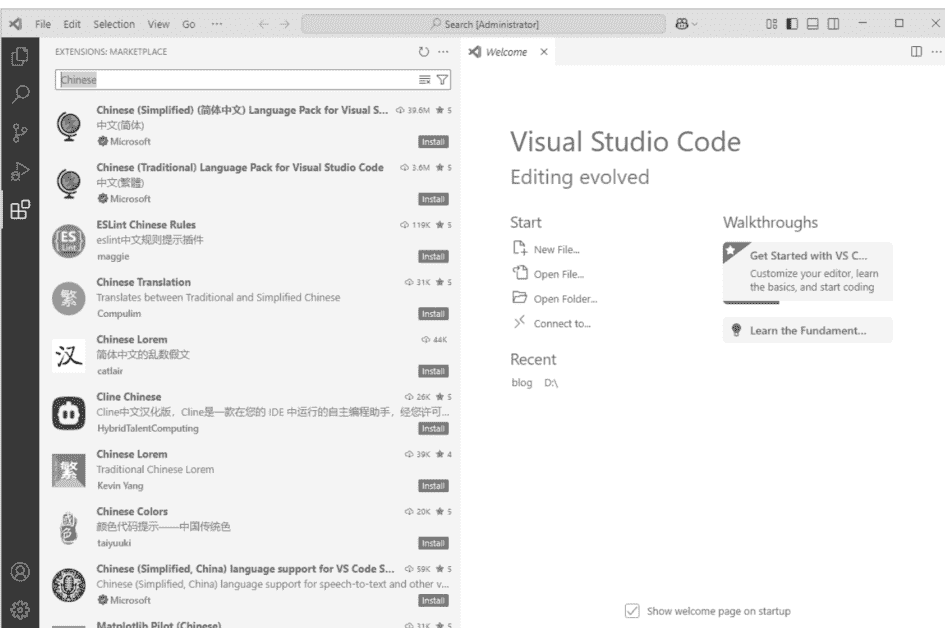 File Edit Selection View Go ··· Search [Administrator]
EXTENSIONS: MARKETPLACE
Chinese
Chinese (Simplified) (简体中文) Language Pack for Visual S... 39.6M ★ 5
中文(简体)
Microsoft Install
Chinese (Traditional) Language Pack for Visual Studio Code 3.6M ★ 5
中文(繁體)
Microsoft Install
ES Lint
ESLint Chinese Rules 119K ★ 5
eslint中文规则提示插件
maggie Install
繁
Chinese Translation 31K ★ 5
Translates between Traditional and Simplified Chinese
Compulim Install
汉
Chinese Lorem 44K
简体中文的乱数假文
catlair Install
Cline Chinese 26K ★ 5
Cline中文汉化版，Cline是一款在您的 IDE 中运行的自主编程助手，经您许可...
HybridTalentComputing Install
繁
Chinese Lorem 39K ★ 4
Traditional Chinese Lorem
Kevin Yang Install
色
Chinese Colors 20K ★ 5
颜色代码提示——中国传统色
taiyuuki Install
Chinese (Simplified, China) language support for VS Code S... 59K ★ 5
Chinese (Simplified, China) language support for speech-to-text and other v...
Microsoft Install
Matplotlib Pilot (Chinese) 31K ★ 5
Welcome
Visual Studio Code
Editing evolved
Start
New File...
Open File...
Open Folder...
Connect to...
Recent
blog D:\
Walkthroughs
Get Started with VS C...
Customize your editor, learn
the basics, and start coding
Learn the Fundament...
Show welcome page on startup